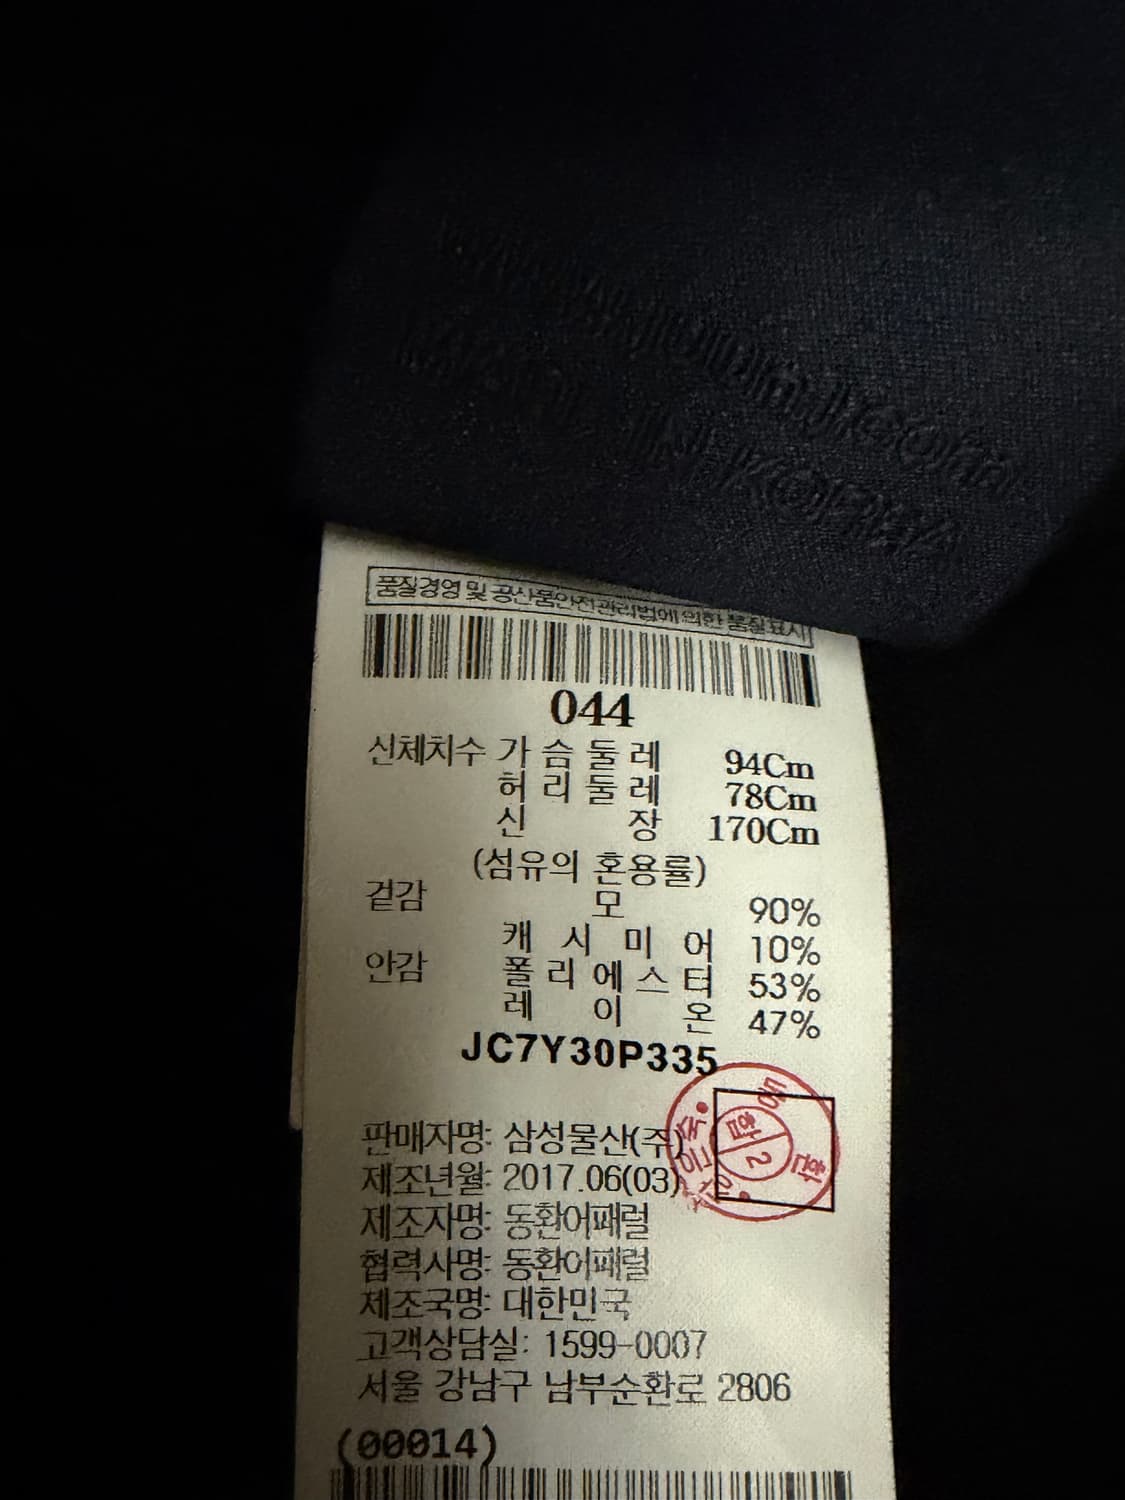 품질경영 및 공산품안전관리법에 의한 품질표시
044
신체치수 가슴둘레 94Cm
허리둘레 78Cm
신장 170Cm
(섬유의 혼용률)
겉감 모 90%
캐시미어 10%
안감 폴리에스터 53%
레이온 47%
JC7Y30P335
판매자명: 삼성물산(주)
제조년월: 2017.06(03)
제조자명: 동환어패럴
협력사명: 동환어패럴
제조국명: 대한민국
고객상담실: 1599-0007
서울 강남구 남부순환로 2806
(00014)
합 2